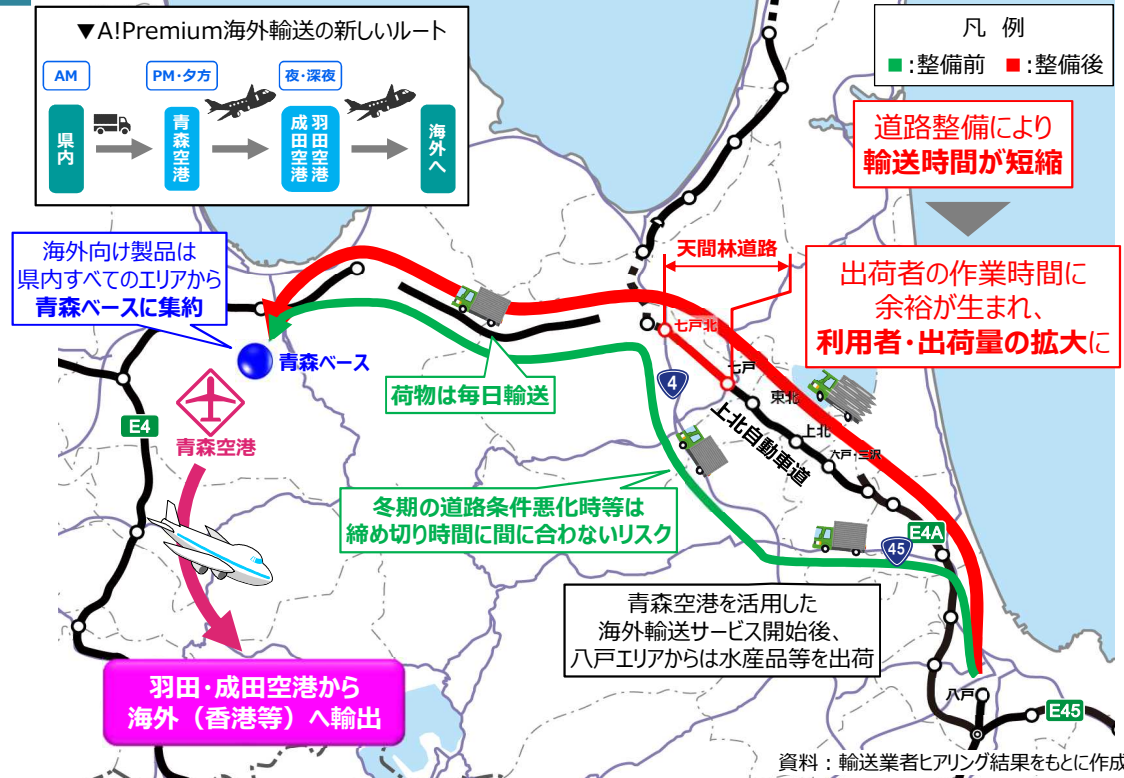 ▼A!Premium海外輸送の新しいルート
AM
PM・夕方
夜・深夜
県内
青森空港
成田空港
羽田空港
海外へ
凡 例
■:整備前 ■:整備後
道路整備により
輸送時間が短縮
海外向け製品は
県内すべてのエリアから
青森ベースに集約
天間林道路
出荷者の作業時間に
余裕が生まれ、
利用者・出荷量の拡大に
七戸北
青森ベース
荷物は毎日輸送
4
七戸
東北
上北
六戸・三沢
上北自動車道
E4
青森空港
冬期の道路条件悪化時等は
締め切り時間に間に合わないリスク
E4A
45
青森空港を活用した
海外輸送サービス開始後、
八戸エリアからは水産品等を出荷
羽田・成田空港から
海外（香港等）へ輸出
八戸
E45
資料：輸送業者ヒアリング結果をもとに作成